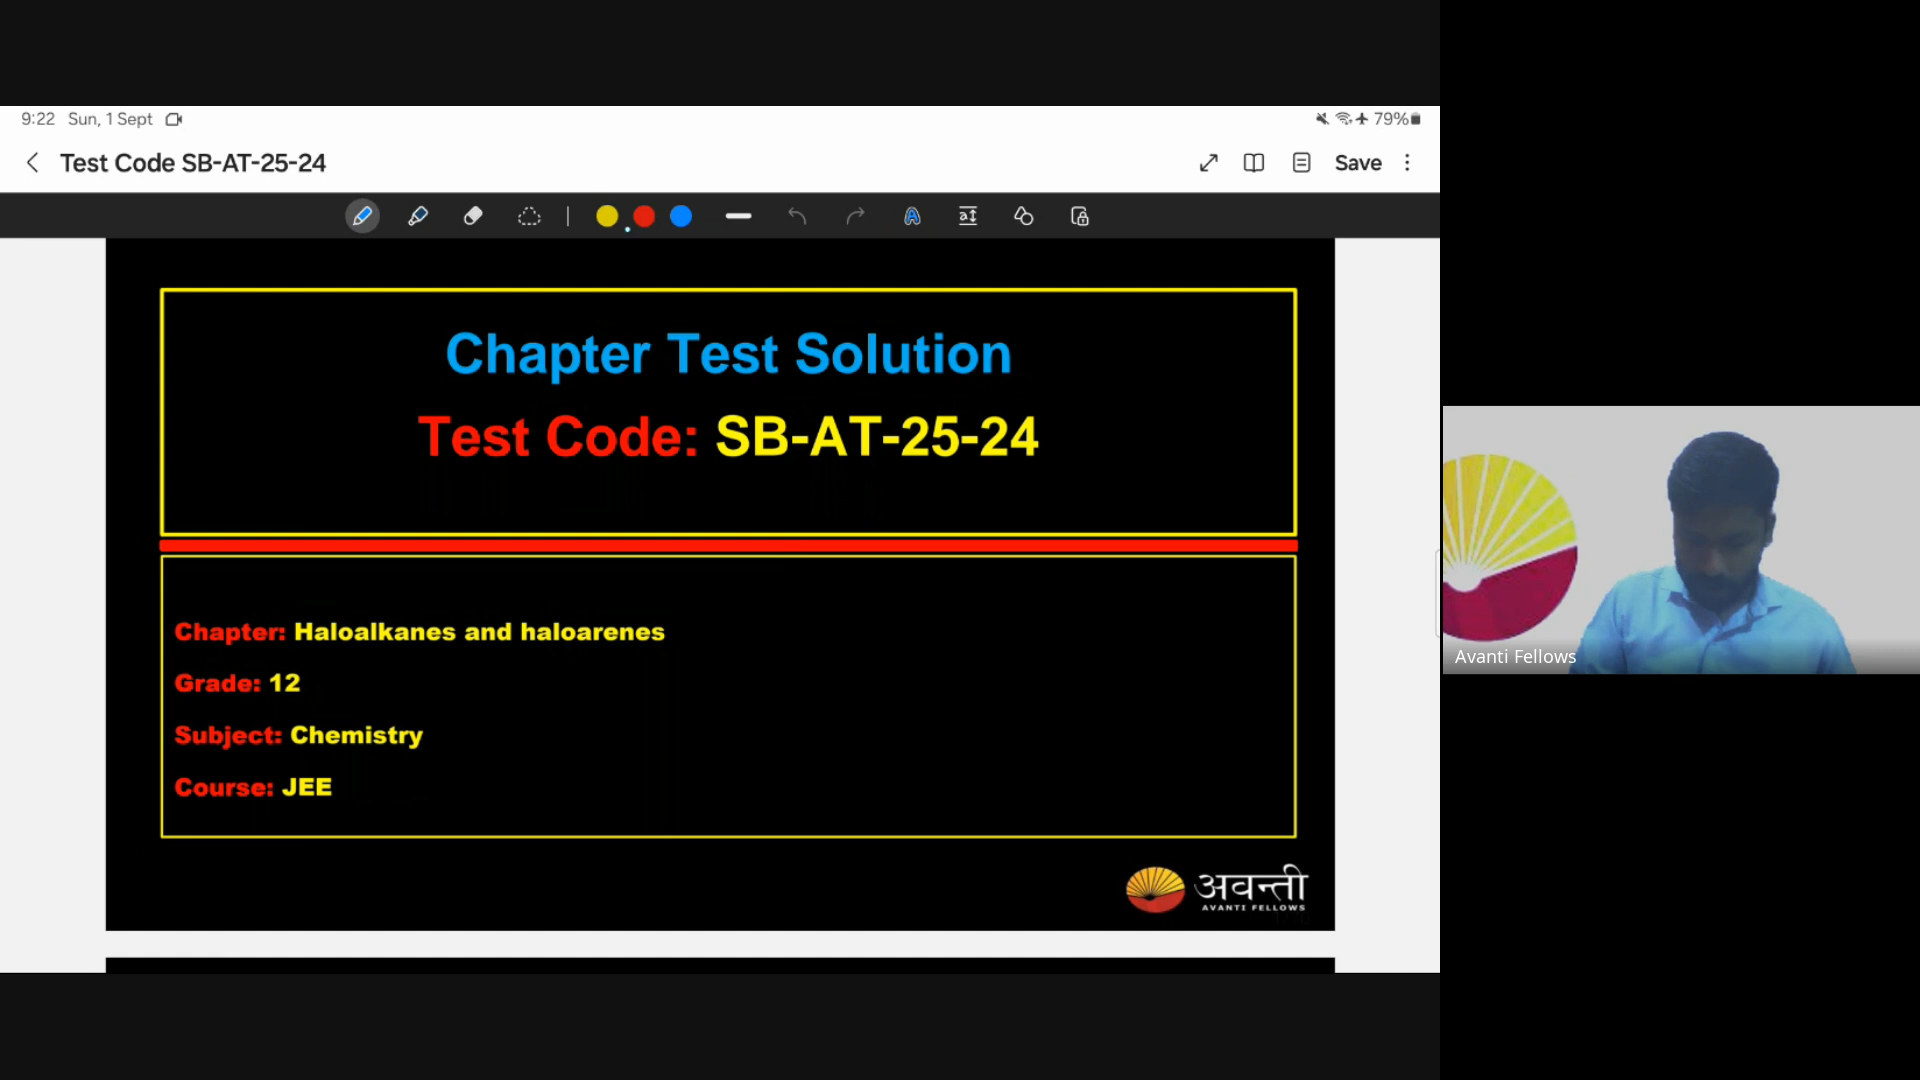 9:22 Sun, 1 Sept
79%
Test Code SB-AT-25-24
Save
Chapter Test Solution
Test Code: SB-AT-25-24
Chapter: Haloalkanes and haloarenes
Grade: 12
Subject: Chemistry
Course: JEE
अवन्ती
AVANTI FELLOWS
Avanti Fellows